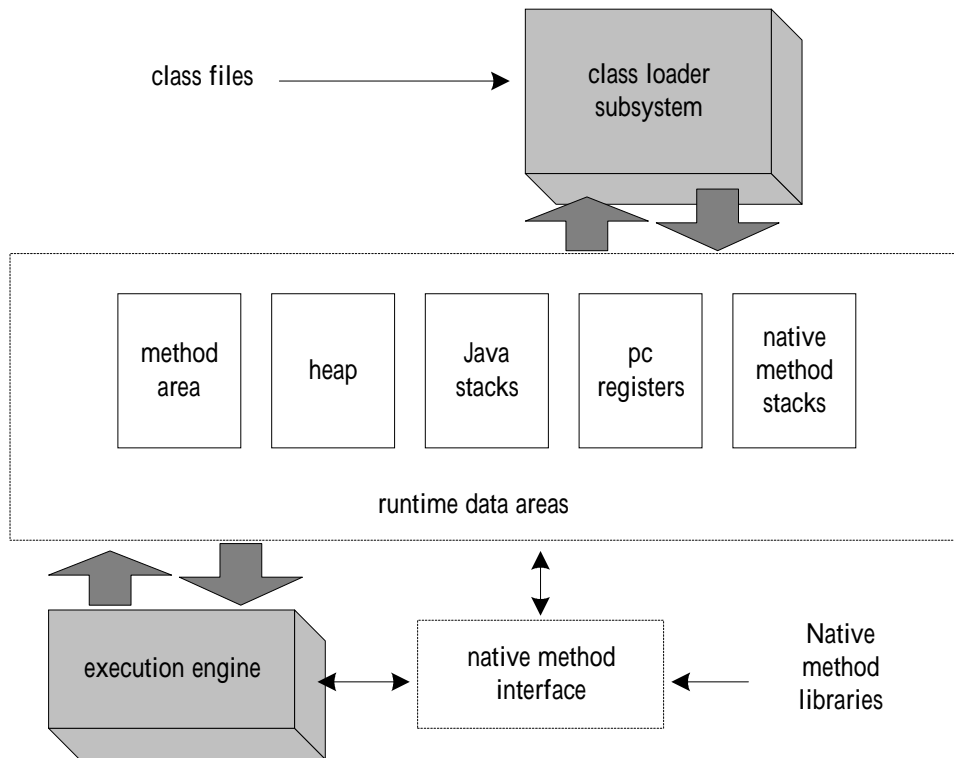 class files
class loader
subsystem
method
area
heap
Java
stacks
pc
registers
native
method
stacks
runtime data areas
execution engine
native method
interface
Native
method
libraries